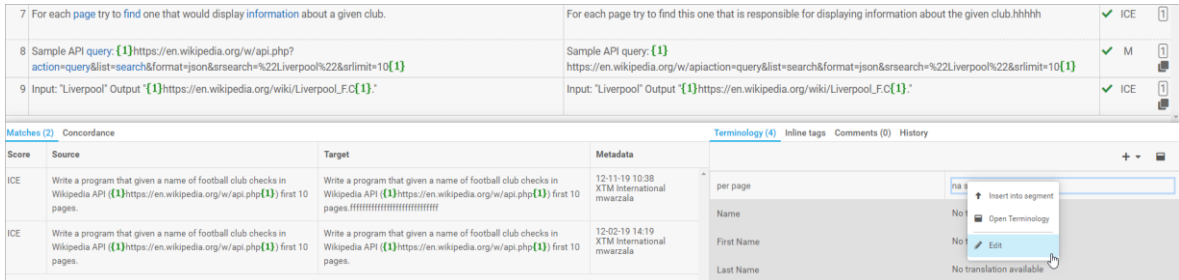 7 For each page try to find one that would display information about a given club. For each page try to find this one that is responsible for displaying information about the given club.hhhhh ICE 1
8 Sample API query: {1}https://en.wikipedia.org/w/api.php? Sample API query: {1} M 1
action=query&list=search&format=json&srsearch=%22Liverpool%22&srlimit=10{1} https://en.wikipedia.org/w/apiaction=query&list=search&format=json&srsearch=%22Liverpool%22&srlimit=10{1}
9 Input: "Liverpool" Output "{1}https://en.wikipedia.org/wiki/Liverpool_F.C{1}." Input: "Liverpool" Output "{1}https://en.wikipedia.org/wiki/Liverpool_F.C{1}." ICE 1
Matches (2) Concordance
Score Source Target Metadata
ICE Write a program that given a name of football club checks in Write a program that given a name of football club checks in 12-11-19 10:38
Wikipedia API ({1}https://en.wikipedia.org/w/api.php{1}) first 10 Wikipedia API ({1}https://en.wikipedia.org/w/api.php{1}) first 10 XTM International
pages. pages.fffffffffffffffffffffffffffff mwarzala
ICE Write a program that given a name of football club checks in Write a program that given a name of football club checks in 12-02-19 14:19
Wikipedia API ({1}https://en.wikipedia.org/w/api.php{1}) first 10 Wikipedia API ({1}https://en.wikipedia.org/w/api.php{1}) first 10 XTM International
pages. pages. mwarzala
Terminology (4) Inline tags Comments (0) History
+
per page na s
Insert into segment
Name No
Open Terminology
First Name No
Edit
Last Name No translation available